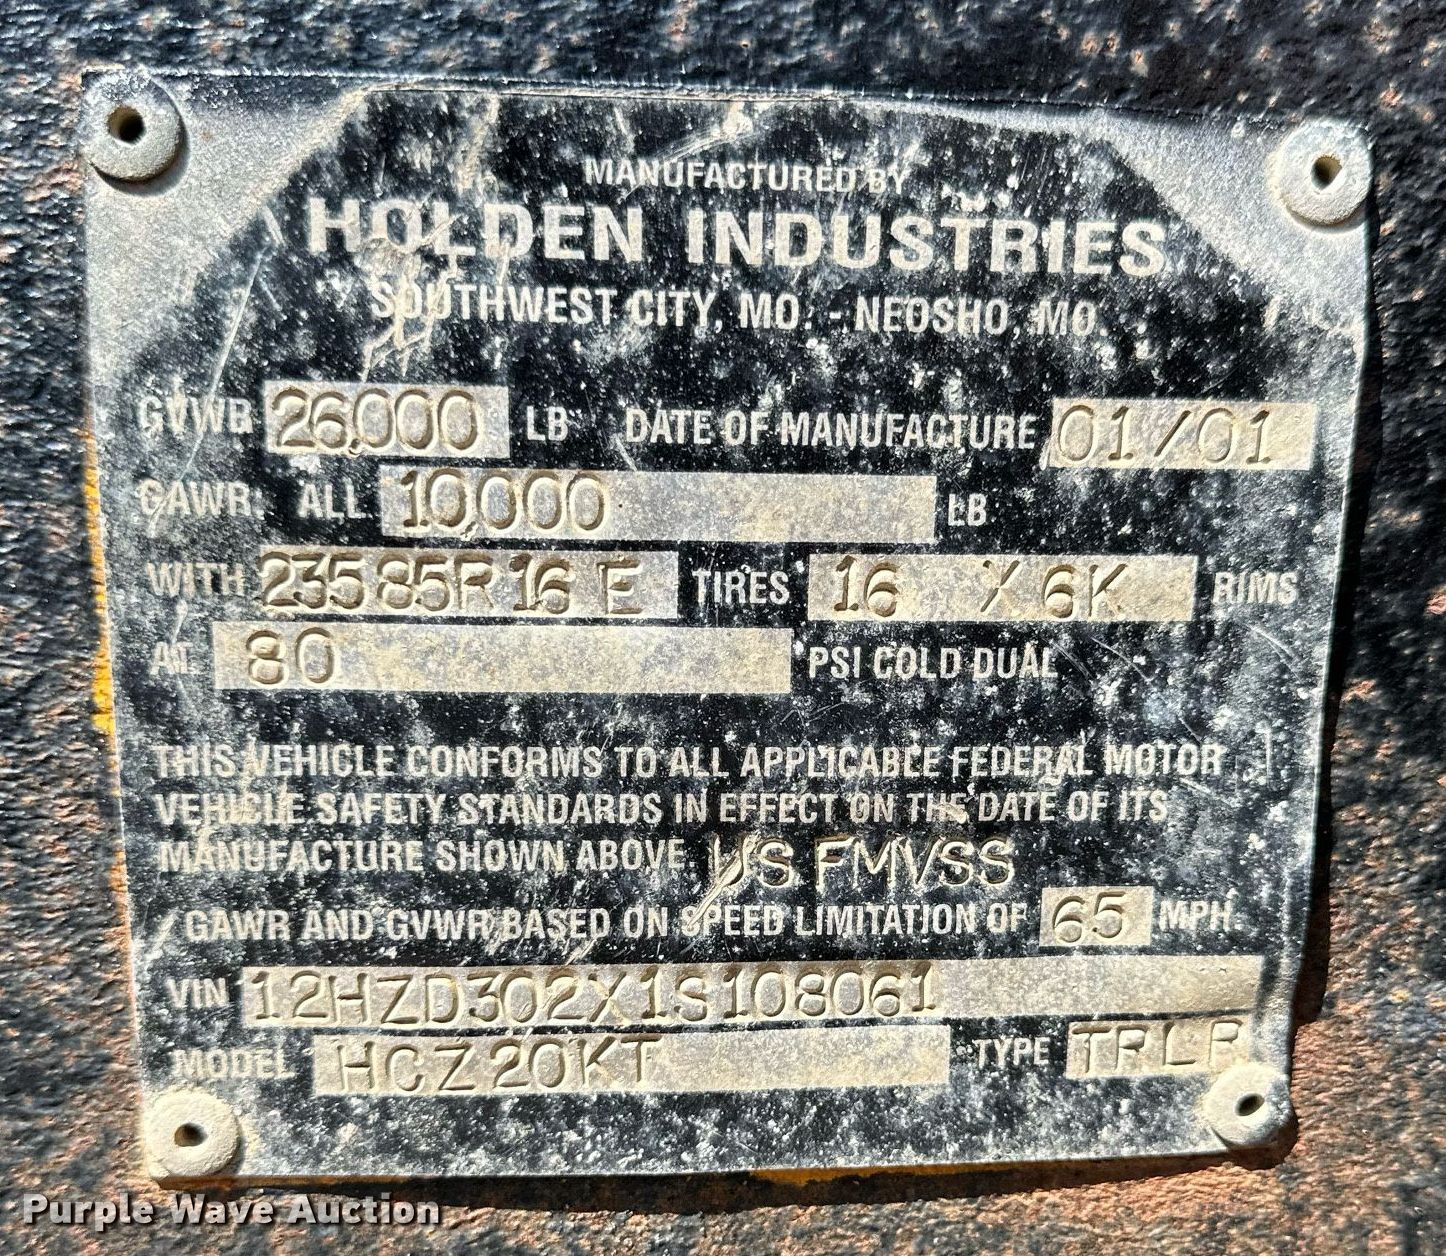 MANUFACTURED BY
HOLDEN INDUSTRIES
SOUTHWEST CITY, MO. - NEOSHO, MO.
GVWR 26,000 LB DATE OF MANUFACTURE 01/01
GAWR: ALL 10,000 LB
WITH 23585R16 E TIRES 16 X 6K RIMS
AT 80 PSI COLD DUAL
THIS VEHICLE CONFORMS TO ALL APPLICABLE FEDERAL MOTOR
VEHICLE SAFETY STANDARDS IN EFFECT ON THE DATE OF ITS
MANUFACTURE SHOWN ABOVE. US FMVSS
GAWR AND GVWR BASED ON SPEED LIMITATION OF 65 MPH.
VIN 12HZD302X1S108061
MODEL HCZ20KT TYPE TRLR
Purple Wave Auction